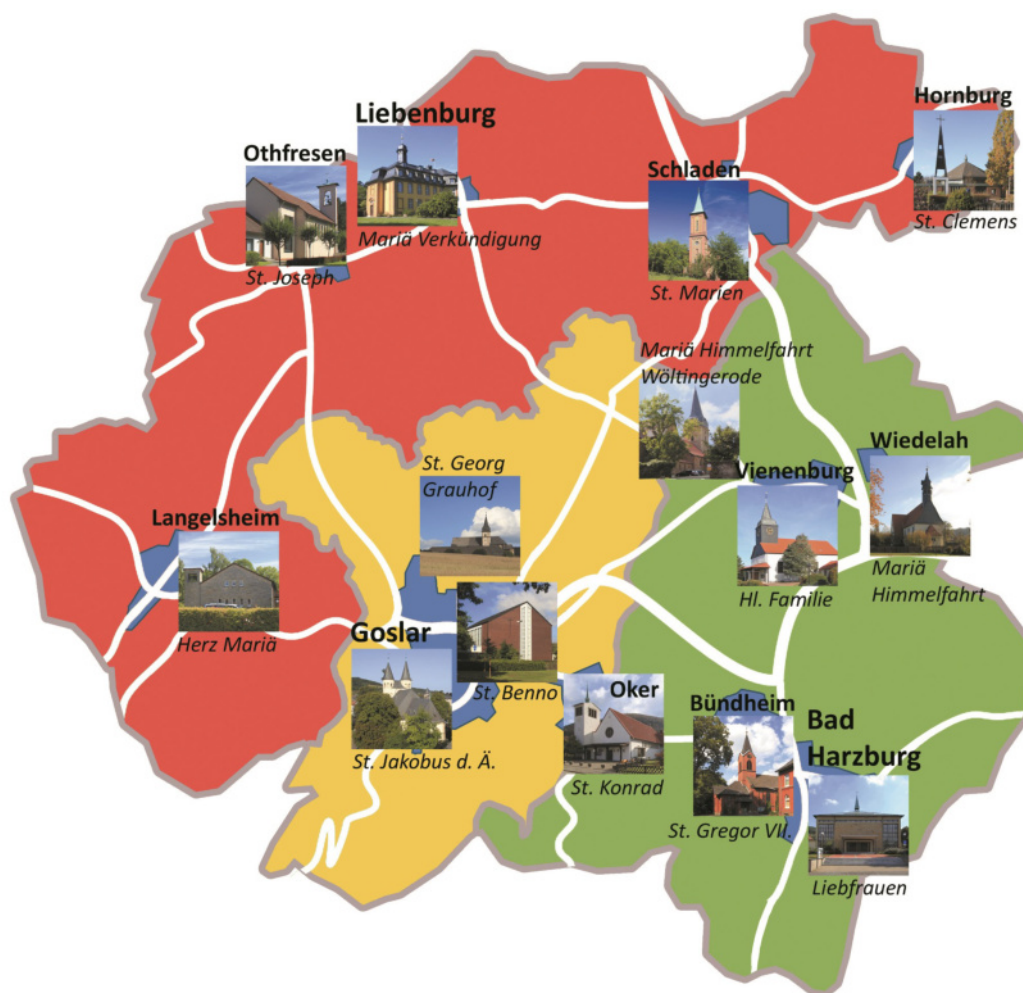 Hornburg
St. Clemens
Liebenburg
Mariä Verkündigung
Othfresen
St. Joseph
Schladen
St. Marien
Mariä Himmelfahrt
Wöltingerode
St. Georg
Grauhof
Vienenburg
Hl. Familie
Wiedelah
Mariä
Himmelfahrt
Langelsheim
Herz Mariä
Goslar
St. Jakobus d. Ä.
St. Benno
Oker
St. Konrad
Bündheim
St. Gregor VII.
Bad
Harzburg
Liebfrauen